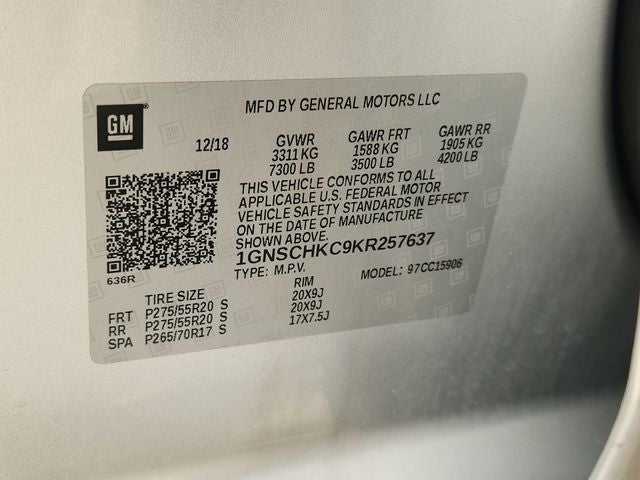 GM
MFD BY GENERAL MOTORS LLC
12/18 GVWR GAWR FRT GAWR RR
3311 KG 1588 KG 1905 KG
7300 LB 3500 LB 4200 LB
THIS VEHICLE CONFORMS TO ALL
APPLICABLE U.S. FEDERAL MOTOR
VEHICLE SAFETY STANDARDS IN EFFECT
ON THE DATE OF MANUFACTURE
SHOWN ABOVE.
1GNSCHKC9KR257637
636R
TYPE: M.P.V. MODEL: 97CC15906
TIRE SIZE RIM
FRT P275/55R20 S 20X9J
RR P275/55R20 S 20X9J
SPA P265/70R17 S 17X7.5J